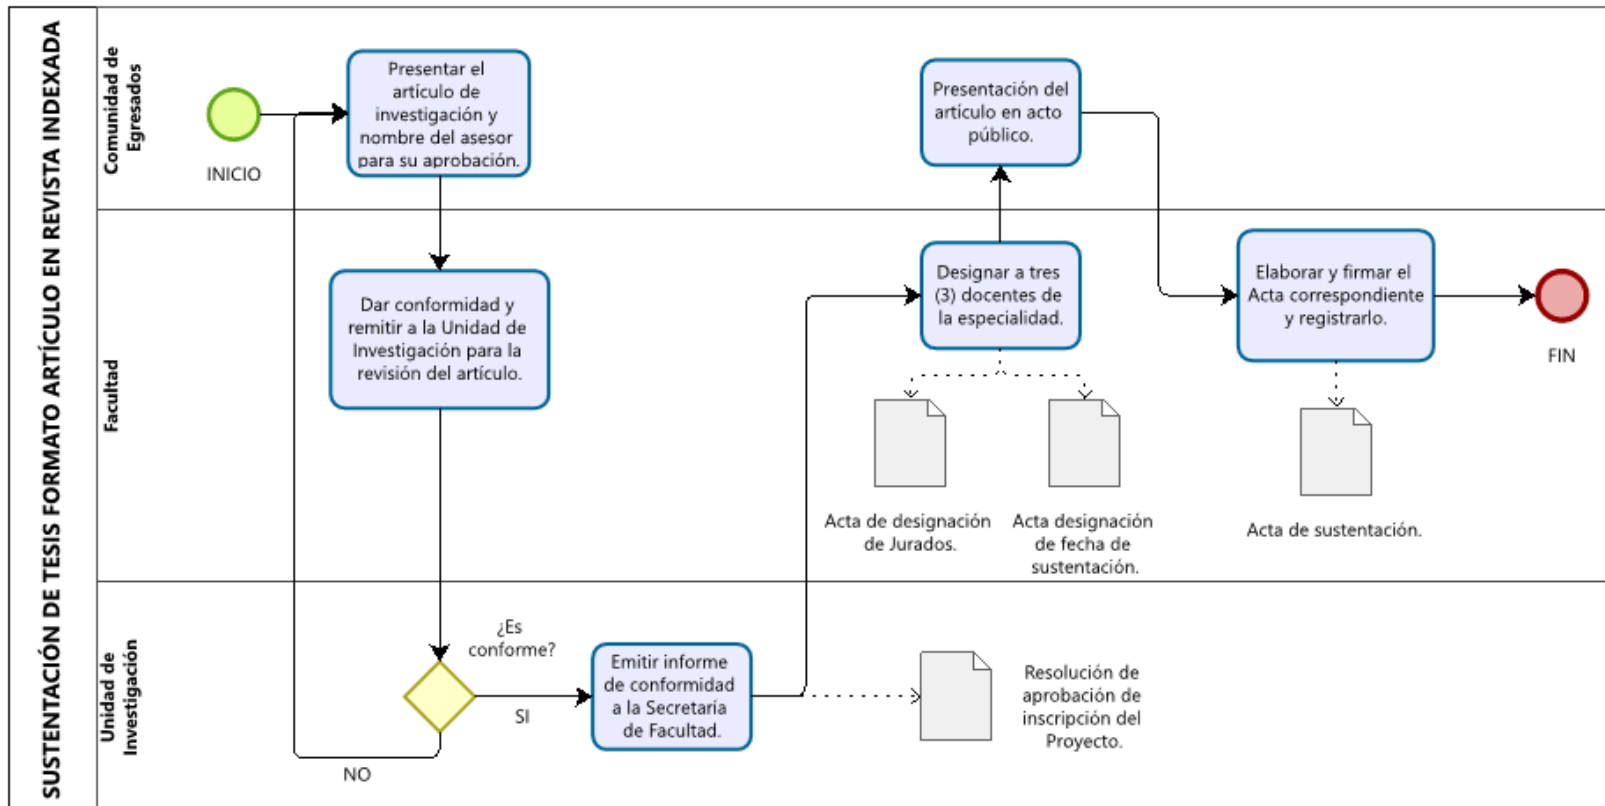 SUSTENTACIÓN DE TESIS FORMATO ARTÍCULO EN REVISTA INDEXADA
Comunidad de
Egresados
INICIO
Presentar el
artículo de
investigación y
nombre del asesor
para su aprobación.
Presentación del
artículo en acto
público.
Facultad
Dar conformidad y
remitir a la Unidad de
Investigación para la
revisión del artículo.
Designar a tres
(3) docentes de
la especialidad.
Elaborar y firmar el
Acta correspondiente
y registrarlo.
FIN
Acta de designación
de Jurados.
Acta designación
de fecha de
sustentación.
Acta de sustentación.
Unidad de
Investigación
¿Es
conforme?
SI
NO
Emitir informe
de conformidad
a la Secretaría
de Facultad.
Resolución de
aprobación de
inscripción del
Proyecto.